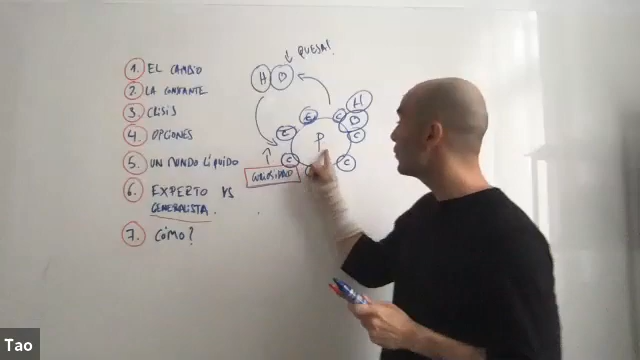 1. EL CAMBIO
2. LA CONSTANTE
3. CRISIS
4. OPCIONES
5. UN MUNDO LÍQUIDO
6. EXPERTO VS
GENERALISTA.
7. CÓMO?
H D
↓ PUESA!
H
D
C
C
C
C
C
P
CURIOSIDAD
Tao